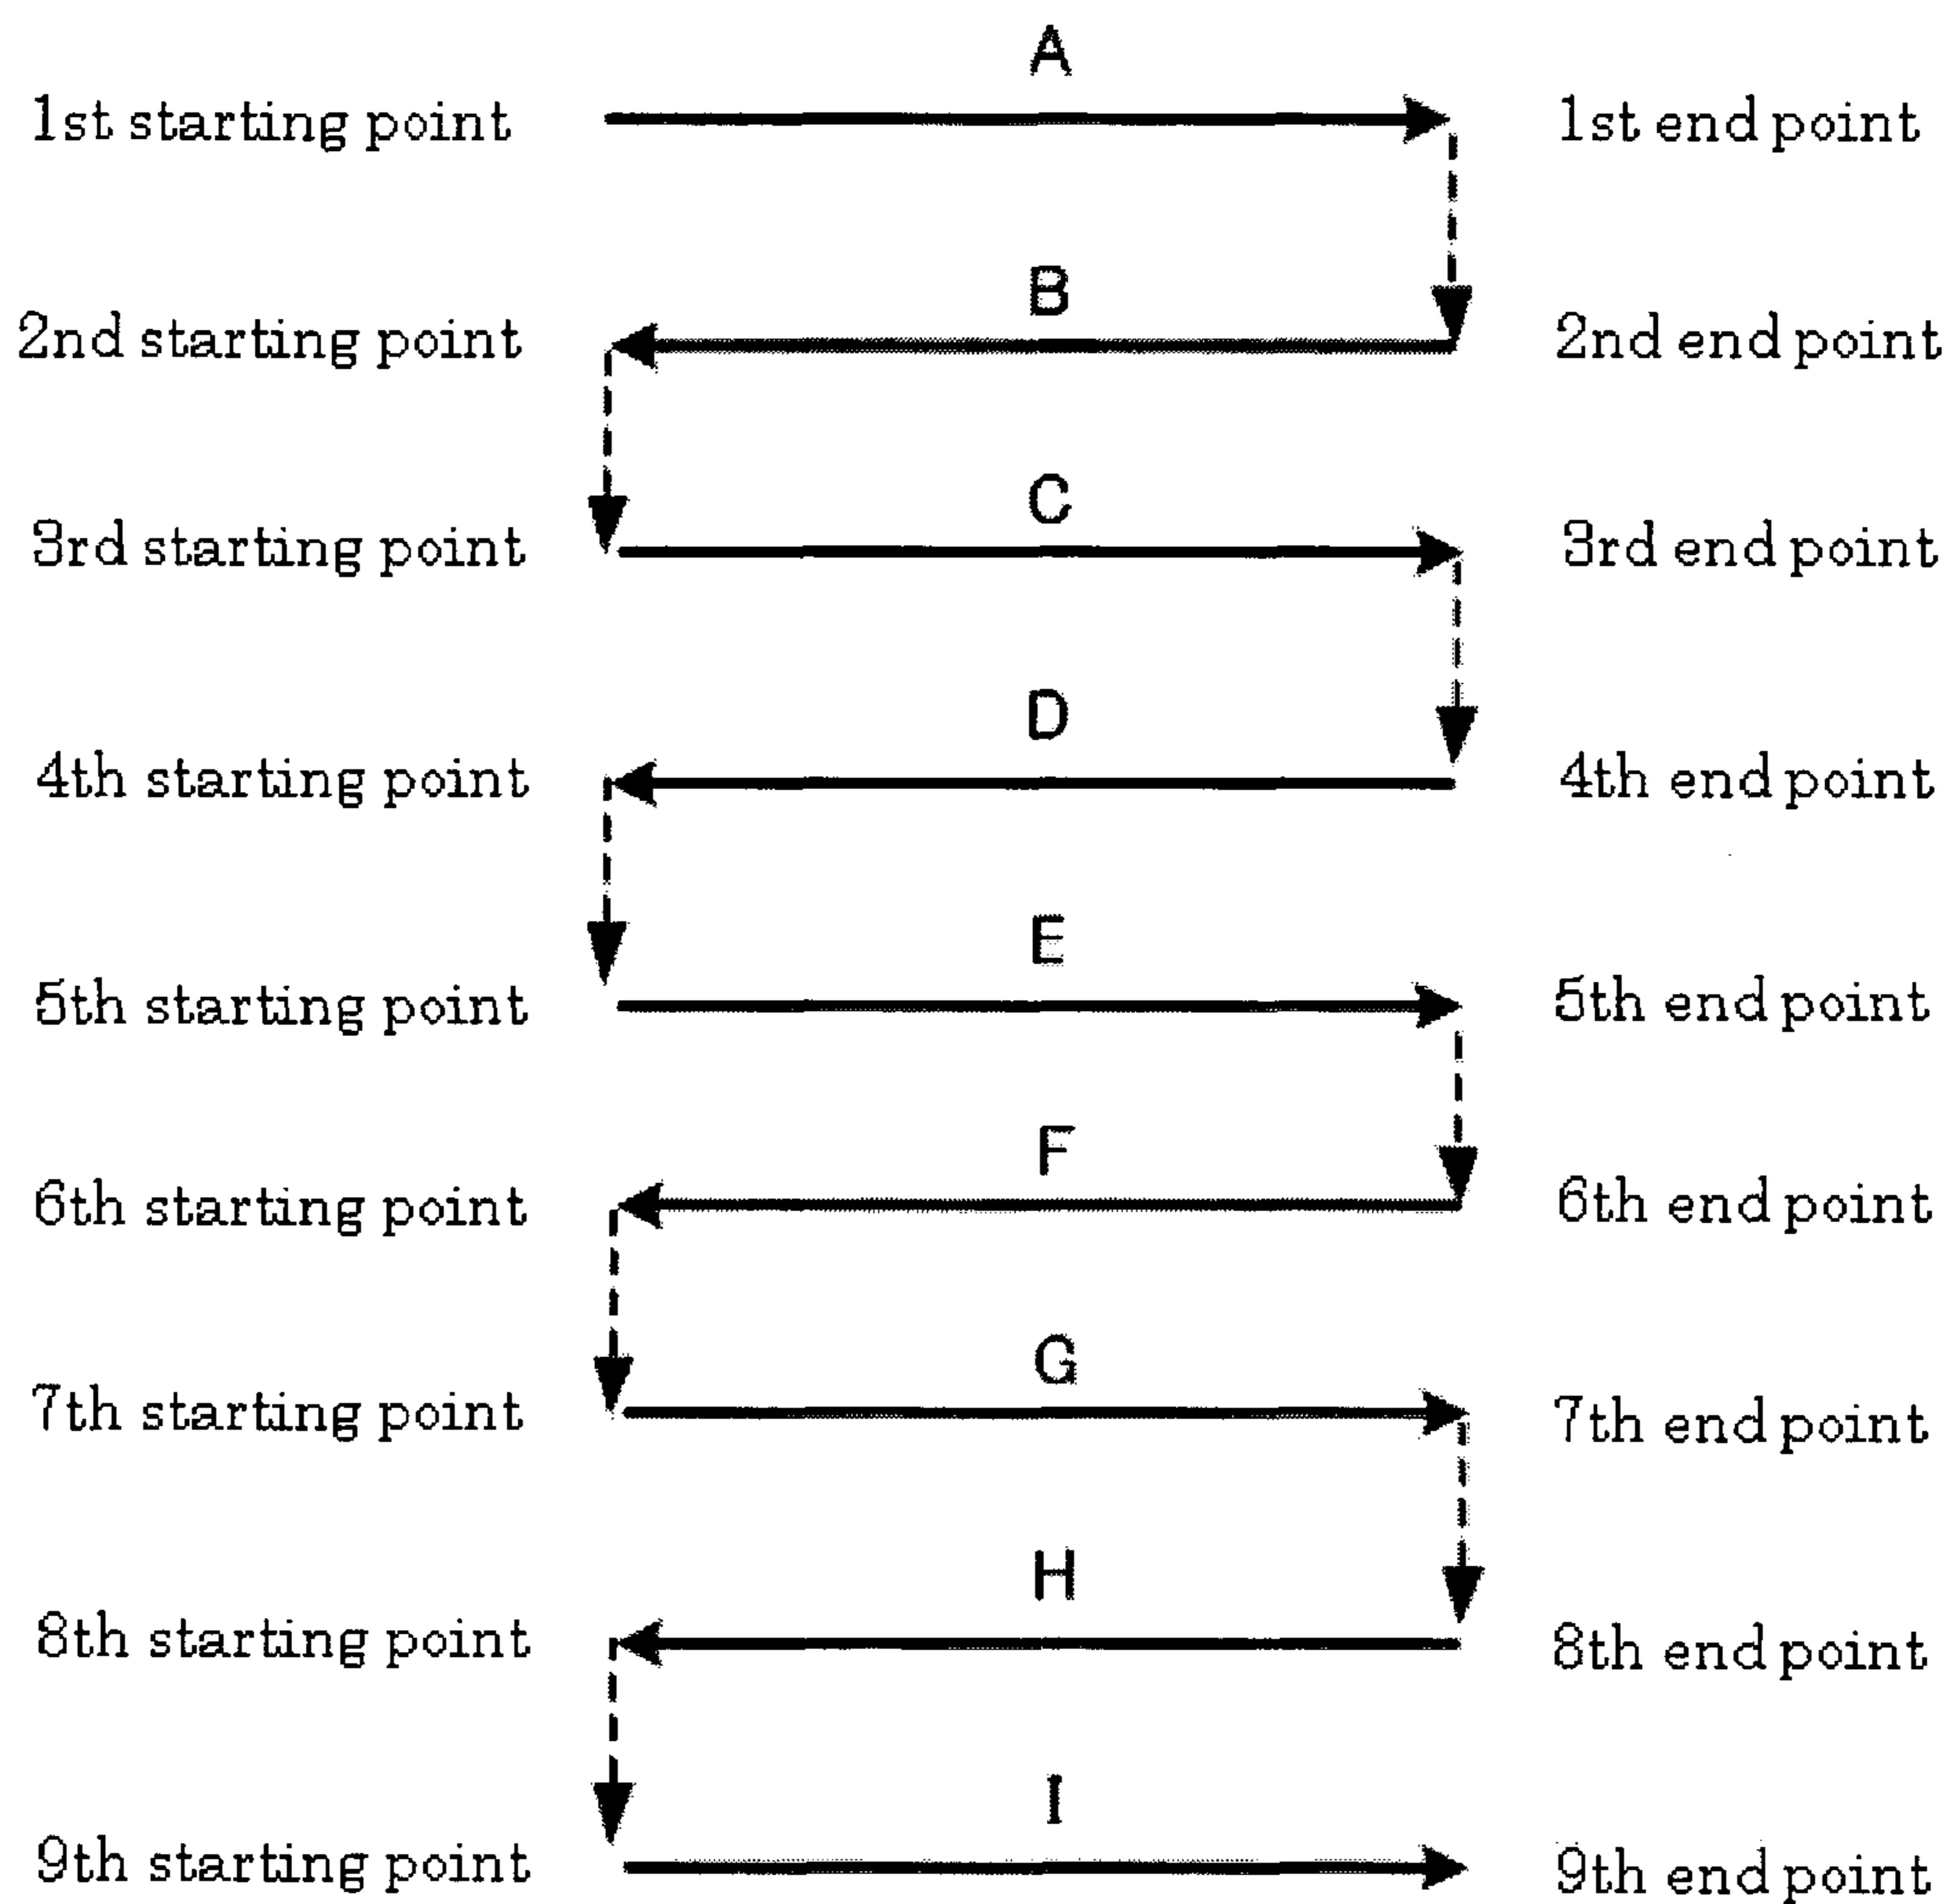 A
1st starting point 1st end point
B
2nd starting point 2nd end point
C
3rd starting point 3rd end point
D
4th starting point 4th end point
E
5th starting point 5th end point
F
6th starting point 6th end point
G
7th starting point 7th end point
H
8th starting point 8th end point
I
9th starting point 9th end point